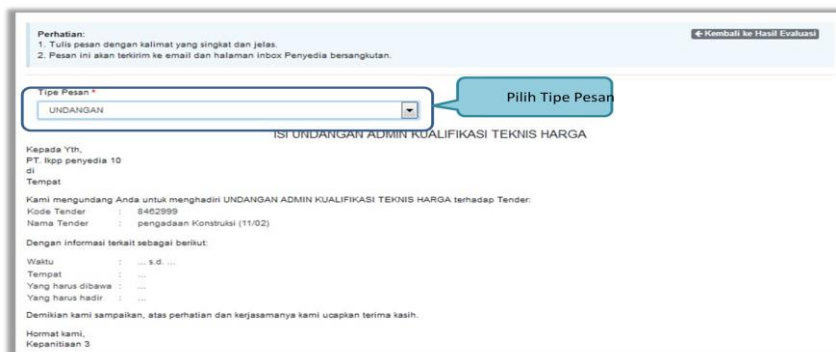 Perhatian:
1. Tulis pesan dengan kalimat yang singkat dan jelas.
2. Pesan ini akan terkirim ke email dan halaman inbox Penyedia bersangkutan.
Kembali ke Hasil Evaluasi
Tipe Pesan *
UNDANGAN
Pilih Tipe Pesan
ISI UNDANGAN ADMIN KUALIFIKASI TEKNIS HARGA
Kepada Yth,
PT. lkpp penyedia 10
di
Tempat
Kami mengundang Anda untuk menghadiri UNDANGAN ADMIN KUALIFIKASI TEKNIS HARGA terhadap Tender:
Kode Tender : 8462999
Nama Tender : pengadaan Konstruksi (11/02)
Dengan informasi terkait sebagai berikut:
Waktu : ... s.d. ...
Tempat : ...
Yang harus dibawa : ...
Yang harus hadir : ...
Demikian kami sampaikan, atas perhatian dan kerjasamanya kami ucapkan terima kasih.
Hormat kami,
Kepanitiaan 3